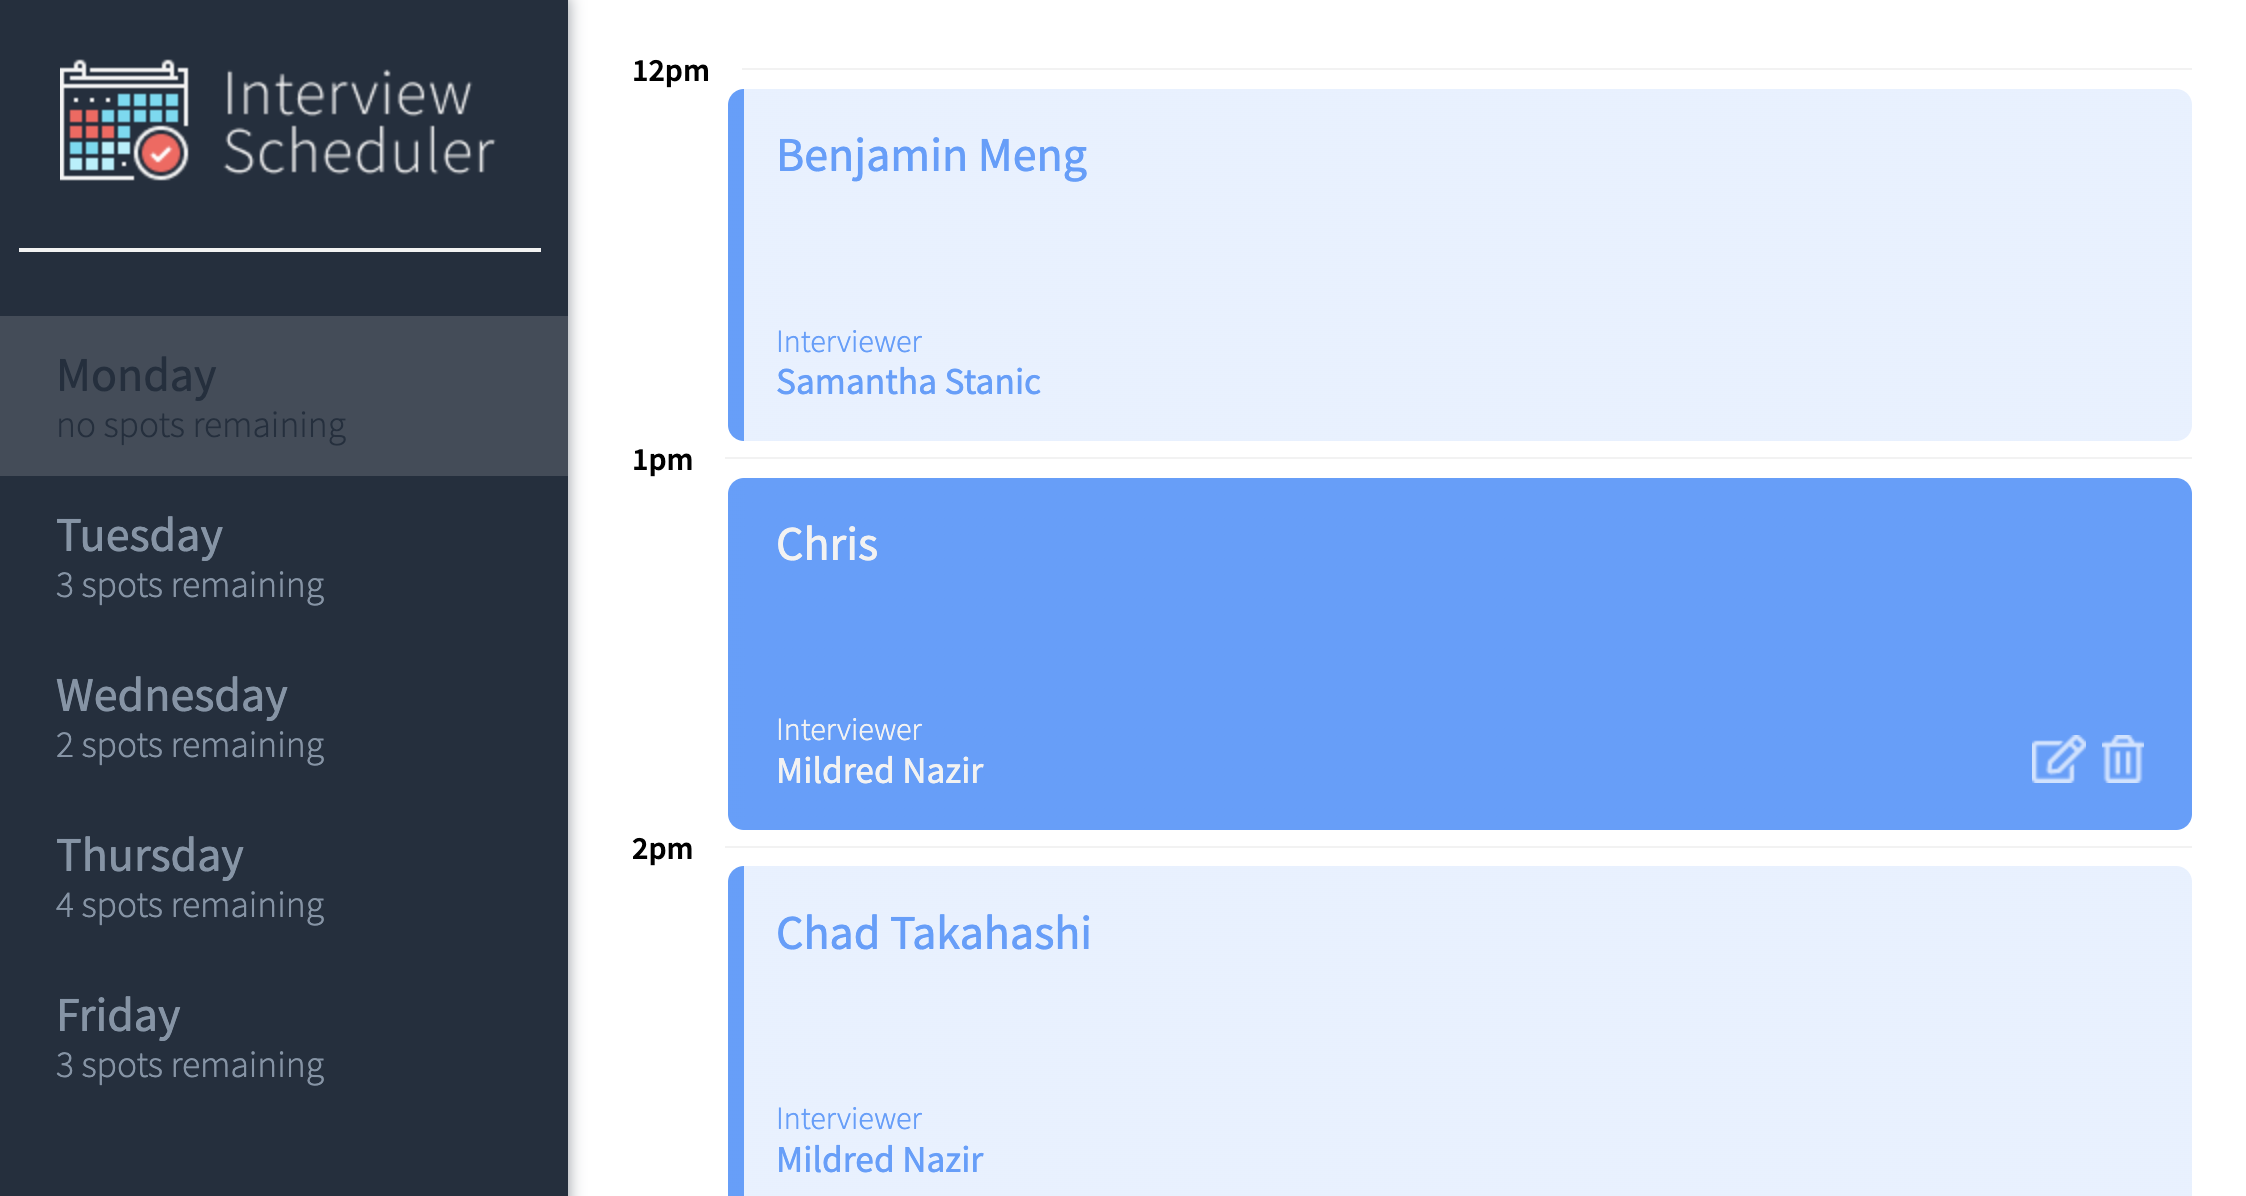 Interview
Scheduler
Monday
no spots remaining
Tuesday
3 spots remaining
Wednesday
2 spots remaining
Thursday
4 spots remaining
Friday
3 spots remaining
12pm
Benjamin Meng
Interviewer
Samantha Stanic
1pm
Chris
Interviewer
Mildred Nazir
2pm
Chad Takahashi
Interviewer
Mildred Nazir